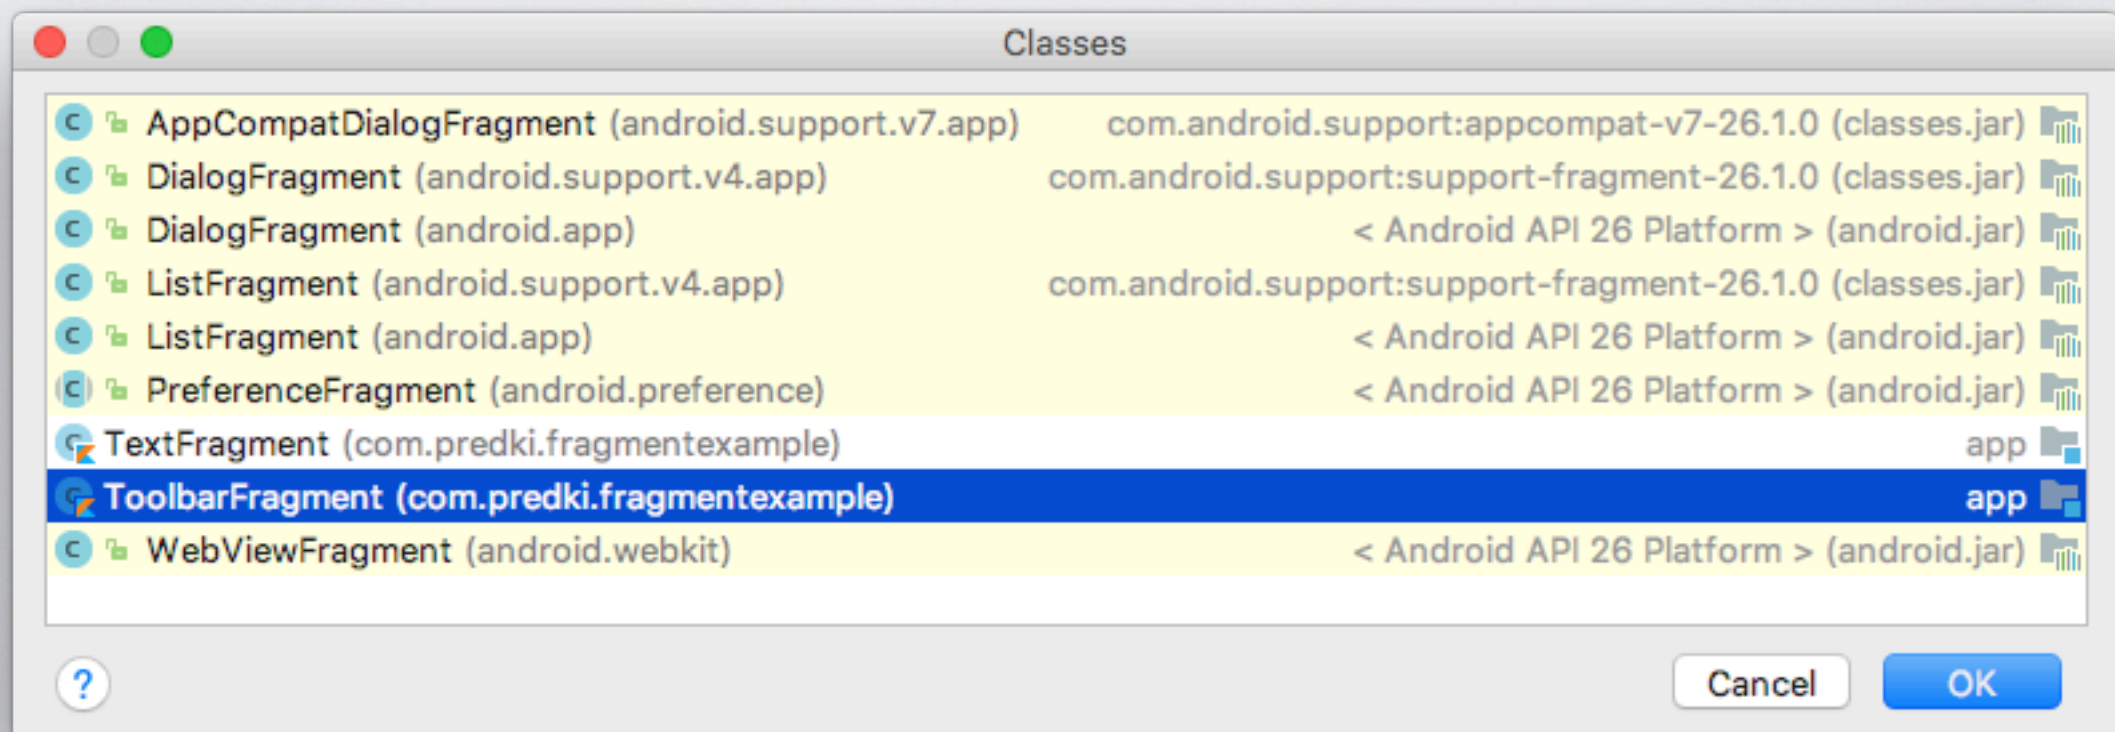 Classes
AppCompatDialogFragment (android.support.v7.app) com.android.support:appcompat-v7-26.1.0 (classes.jar)
DialogFragment (android.support.v4.app) com.android.support:support-fragment-26.1.0 (classes.jar)
DialogFragment (android.app) < Android API 26 Platform > (android.jar)
ListFragment (android.support.v4.app) com.android.support:support-fragment-26.1.0 (classes.jar)
ListFragment (android.app) < Android API 26 Platform > (android.jar)
PreferenceFragment (android.preference) < Android API 26 Platform > (android.jar)
TextFragment (com.predki.fragmentexample) app
ToolbarFragment (com.predki.fragmentexample) app
WebViewFragment (android.webkit) < Android API 26 Platform > (android.jar)
? Cancel OK